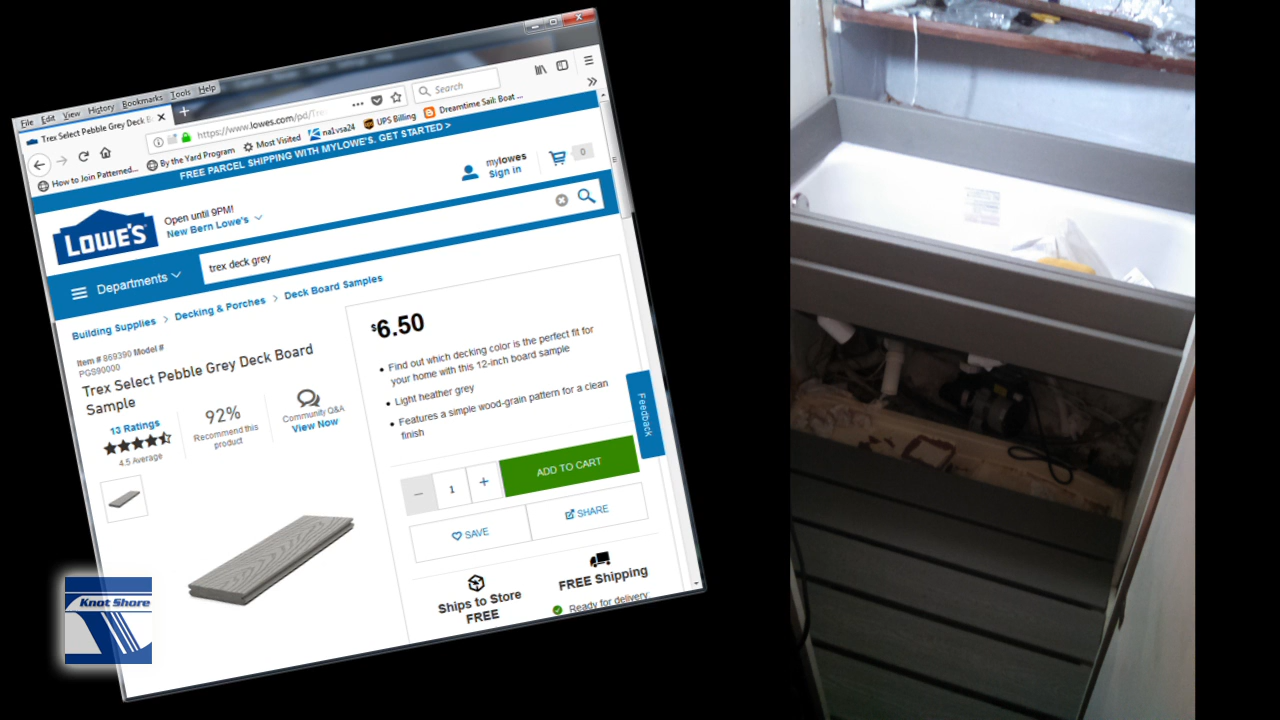 File Edit View History Bookmarks Tools Help
Trex Select Pebble Grey Deck B
https://www.lowes.com/pd/Tre
Search
How to Join Patterned... By the Yard Program Most Visited na1.vsa24 UPS Billing Dreamtime Sail: Boat ...
FREE PARCEL SHIPPING WITH MYLOWE'S. GET STARTED >
LOWE'S
Open until 9PM!
New Bern Lowe's
mylowes
Sign in
0
Departments
trex deck grey
Building Supplies > Decking & Porches > Deck Board Samples
Item # 869390 Model #
PGS90000
Trex Select Pebble Grey Deck Board
Sample
13 Ratings
4.5 Average
92%
Recommend this
product
Community Q&A
View Now
$6.50
• Find out which decking color is the perfect fit for
your home with this 12-inch board sample
• Light heather grey
• Features a simple wood-grain pattern for a clean
finish
− 1 +
ADD TO CART
SAVE
SHARE
Ships to Store
FREE
FREE Shipping
Ready for delivery
Feedback
Knot Shore